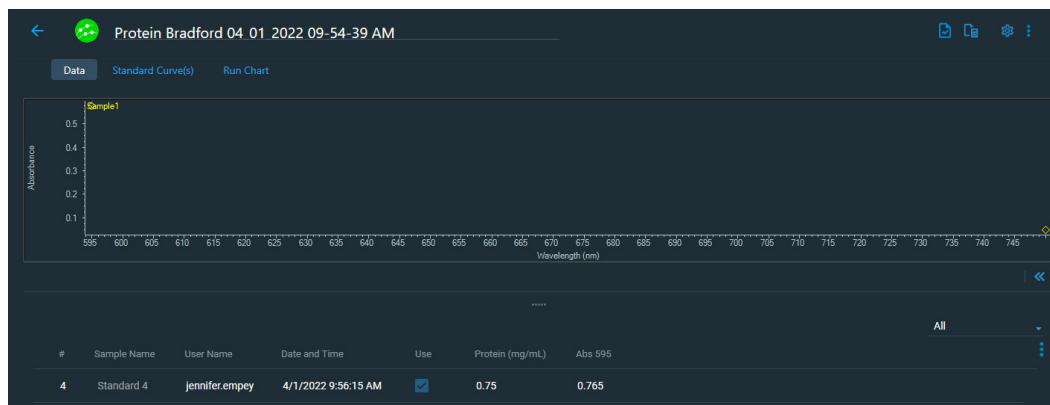 Protein Bradford 04_01_2022 09-54-39 AM
Data Standard Curve(s) Run Chart
Sample1
0.5
0.4
0.3
0.2
0.1
Absorbance
595 600 605 610 615 620 625 630 635 640 645 650 655 660 665 670 675 680 685 690 695 700 705 710 715 720 725 730 735 740 745
Wavelength (nm)
All
# Sample Name User Name Date and Time Use Protein (mg/mL) Abs 595
4 Standard 4 jennifer.empey 4/1/2022 9:56:15 AM 0.75 0.765